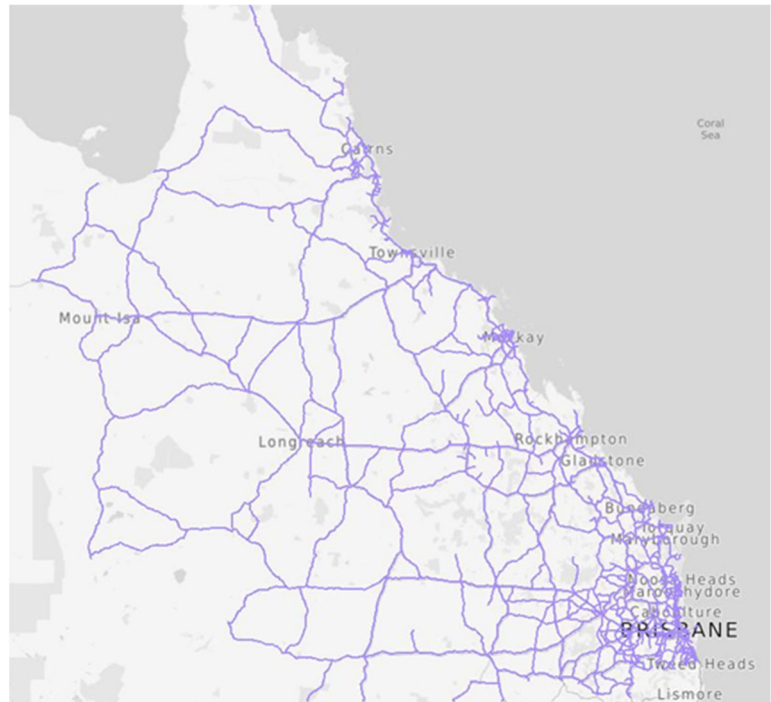 Coral
Sea
Cairns
Townsville
Mount Isa
Mackay
Longreach
Rockhampton
Gladstone
Bundaberg
Torquay
Maryborough
Noosa Heads
Maroochydore
Caboolture
BRISBANE
Tweed Heads
Lismore